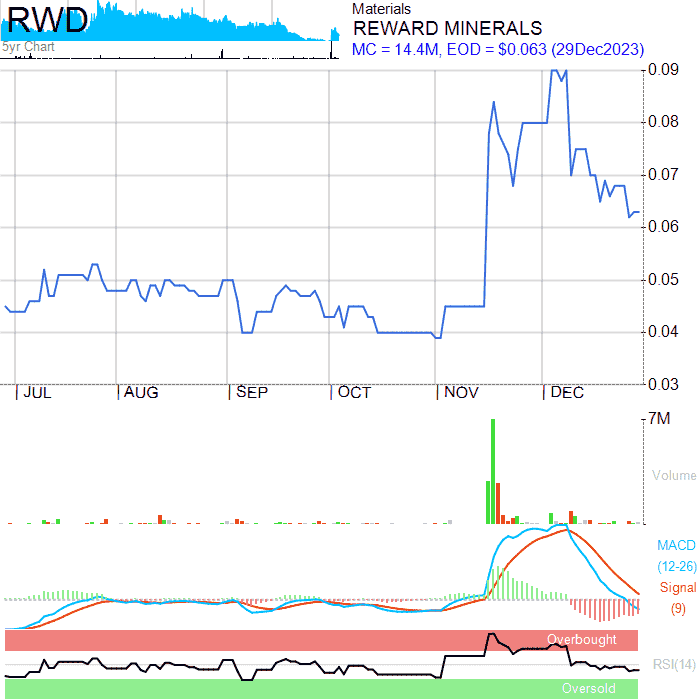 RWD
5yr Chart
Materials
REWARD MINERALS
MC = 14.4M, EOD = $0.063 (29Dec2023)
0.09
0.08
0.07
0.06
0.05
0.04
0.03
JUL AUG SEP OCT NOV DEC
7M
Volume
MACD
(12-26)
Signal
(9)
Overbought
RSI(14)
Oversold